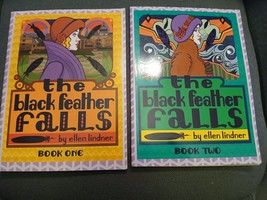 the
black feather
falls
by ellen lindner
BOOK ONE
the
black feather
falls
by ellen lindner
BOOK TWO